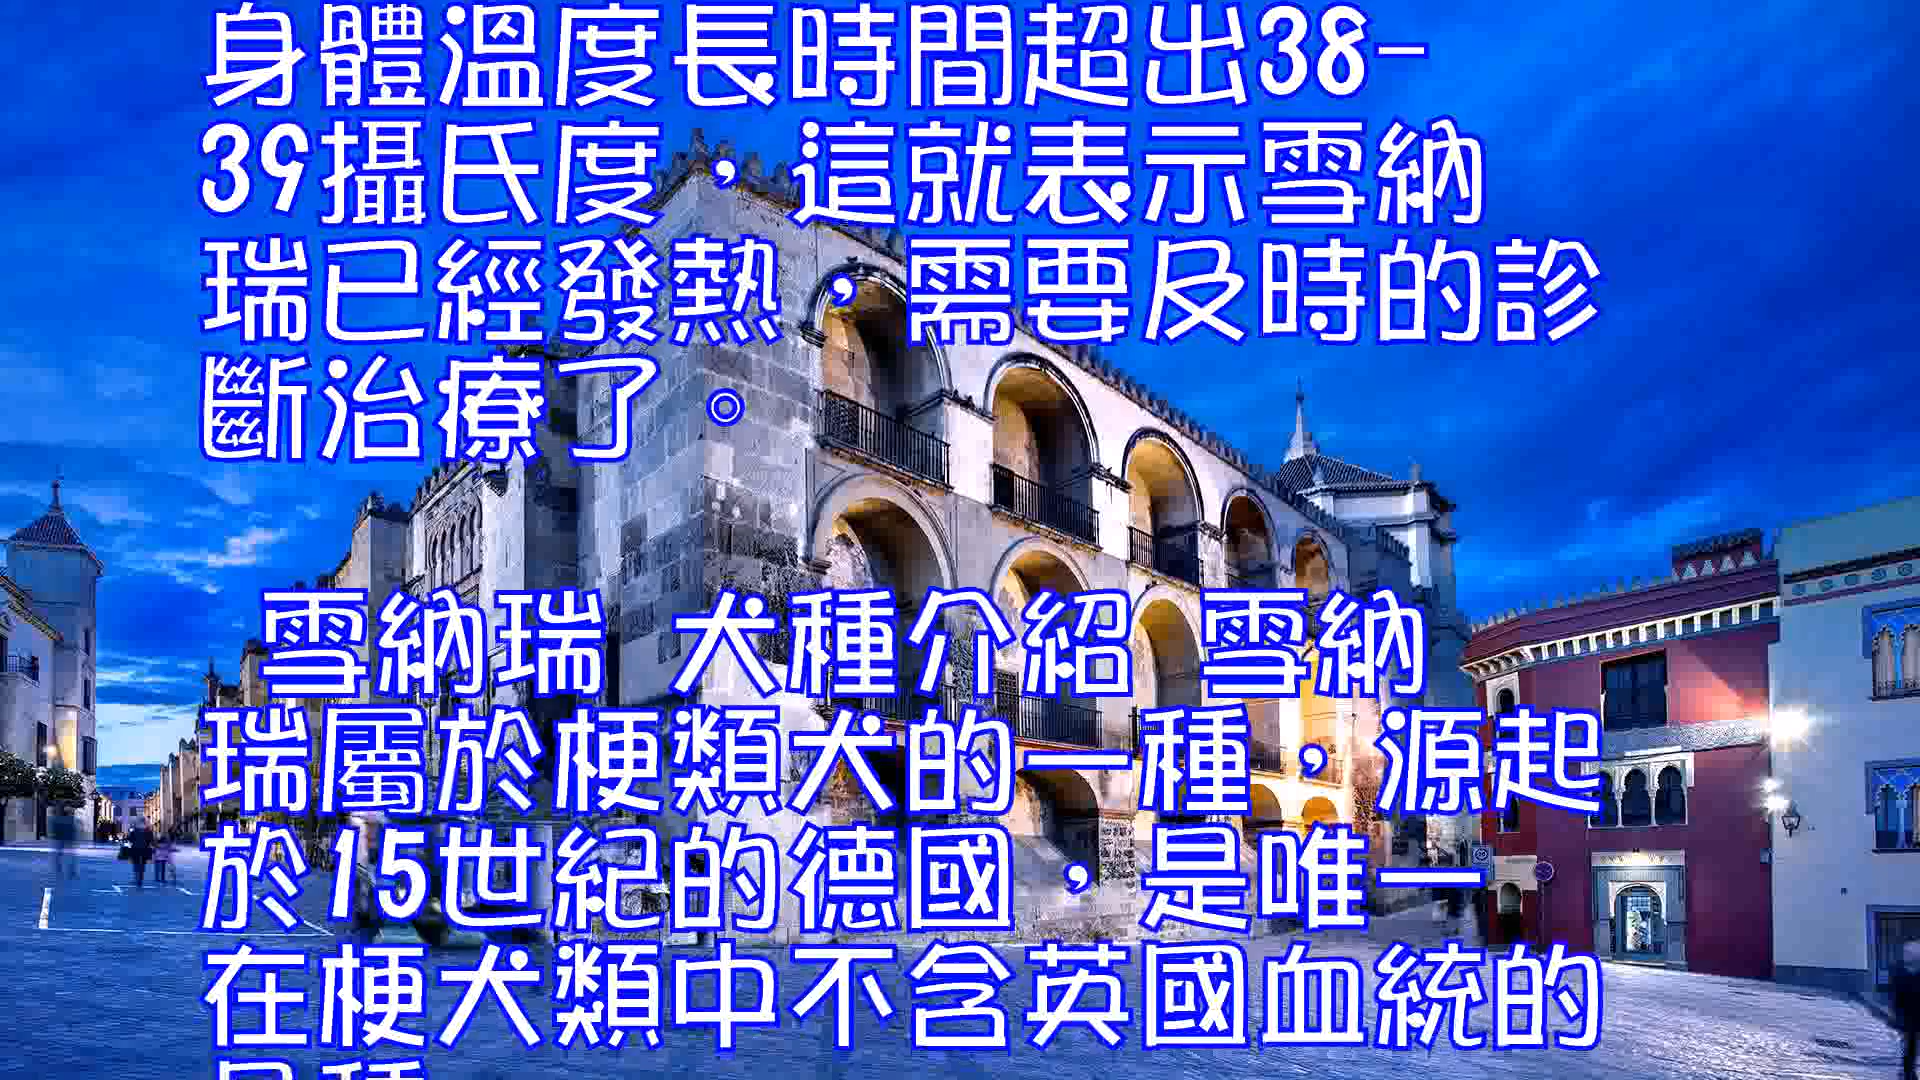 身體溫度長時間超出38-
39攝氏度，這就表示雪納
瑞已經發熱，需要及時的診
斷治療了。
雪納瑞 犬種介紹 雪納
瑞屬於梗類犬的一種，源起
於15世紀的德國，是唯一
在梗犬類中不含英國血統的